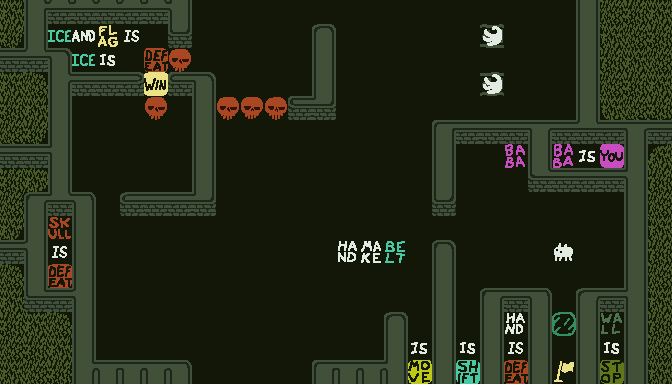 ICE AND FLAG IS
ICE IS DEFEAT
WIN
BABA BABA IS YOU
SKULL
IS
DEFEAT
HAND MAKE BELT
HAND WALL
IS IS IS IS
MOVE SHIFT DEFEAT STOP